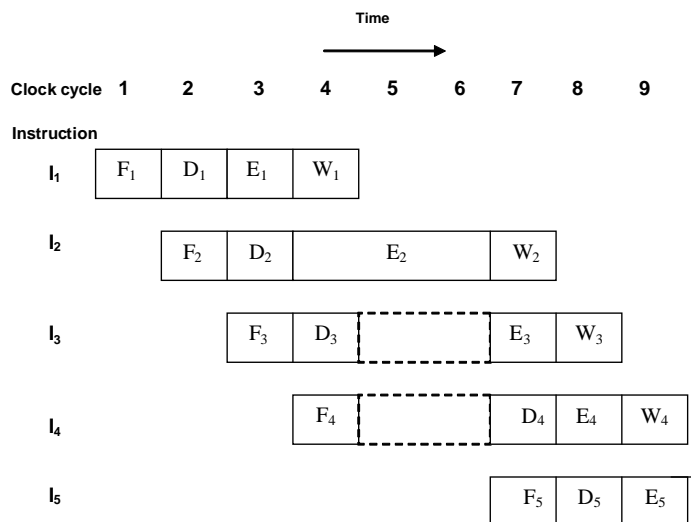 Time
Clock cycle 1 2 3 4 5 6 7 8 9
Instruction
I₁ F₁ D₁ E₁ W₁
I₂ F₂ D₂ E₂ W₂
I₃ F₃ D₃ E₃ W₃
I₄ F₄ D₄ E₄ W₄
I₅ F₅ D₅ E₅